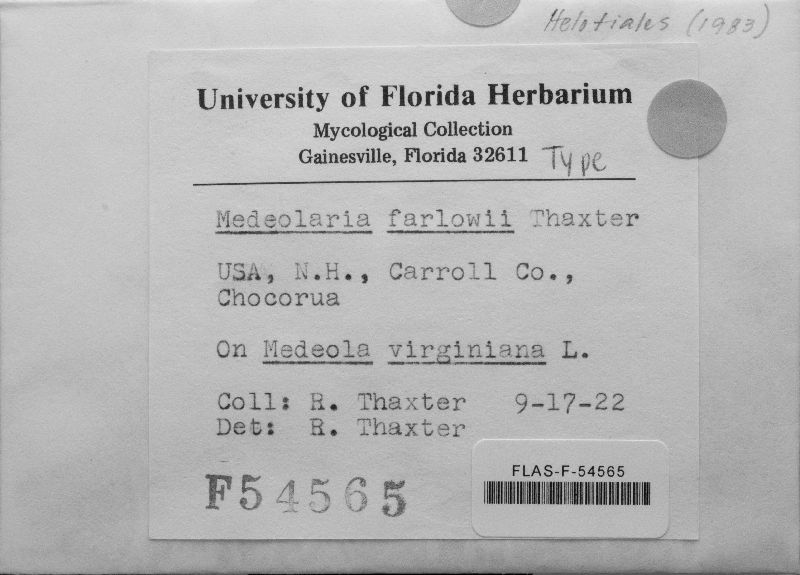 Helotiales (1983)
University of Florida Herbarium
Mycological Collection
Gainesville, Florida 32611 Type
Medeolaria farlowii Thaxter
USA, N.H., Carroll Co.,
Chocorua
On Medeola virginiana L.
Coll: R. Thaxter 9-17-22
Det: R. Thaxter
F54565
FLAS-F-54565